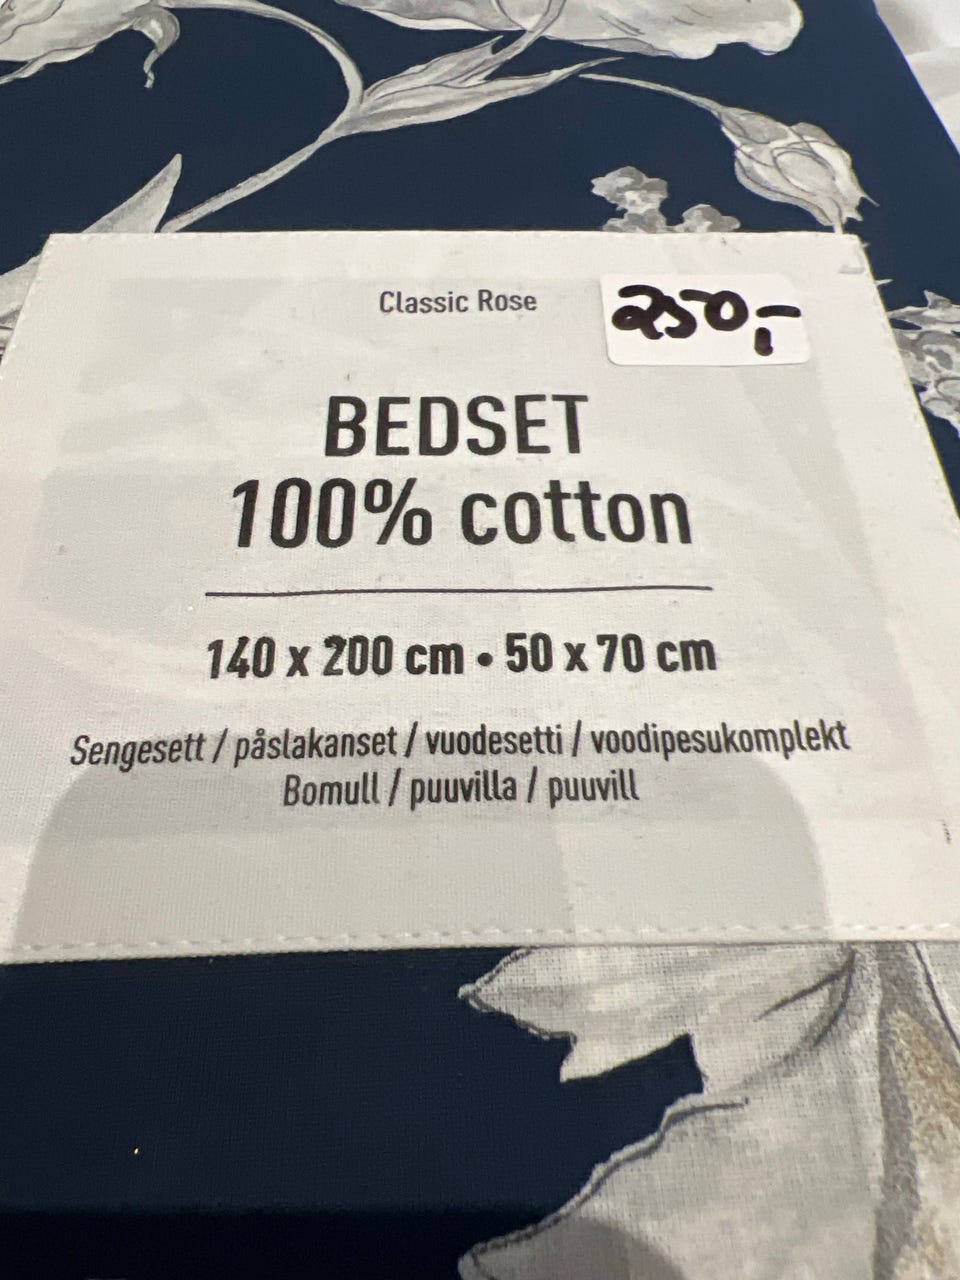 Classic Rose
250,-
BEDSET
100% cotton
140 x 200 cm • 50 x 70 cm
Sengesett / påslakanset / vuodesetti / voodipesukomplekt
Bomull / puuvilla / puuvill